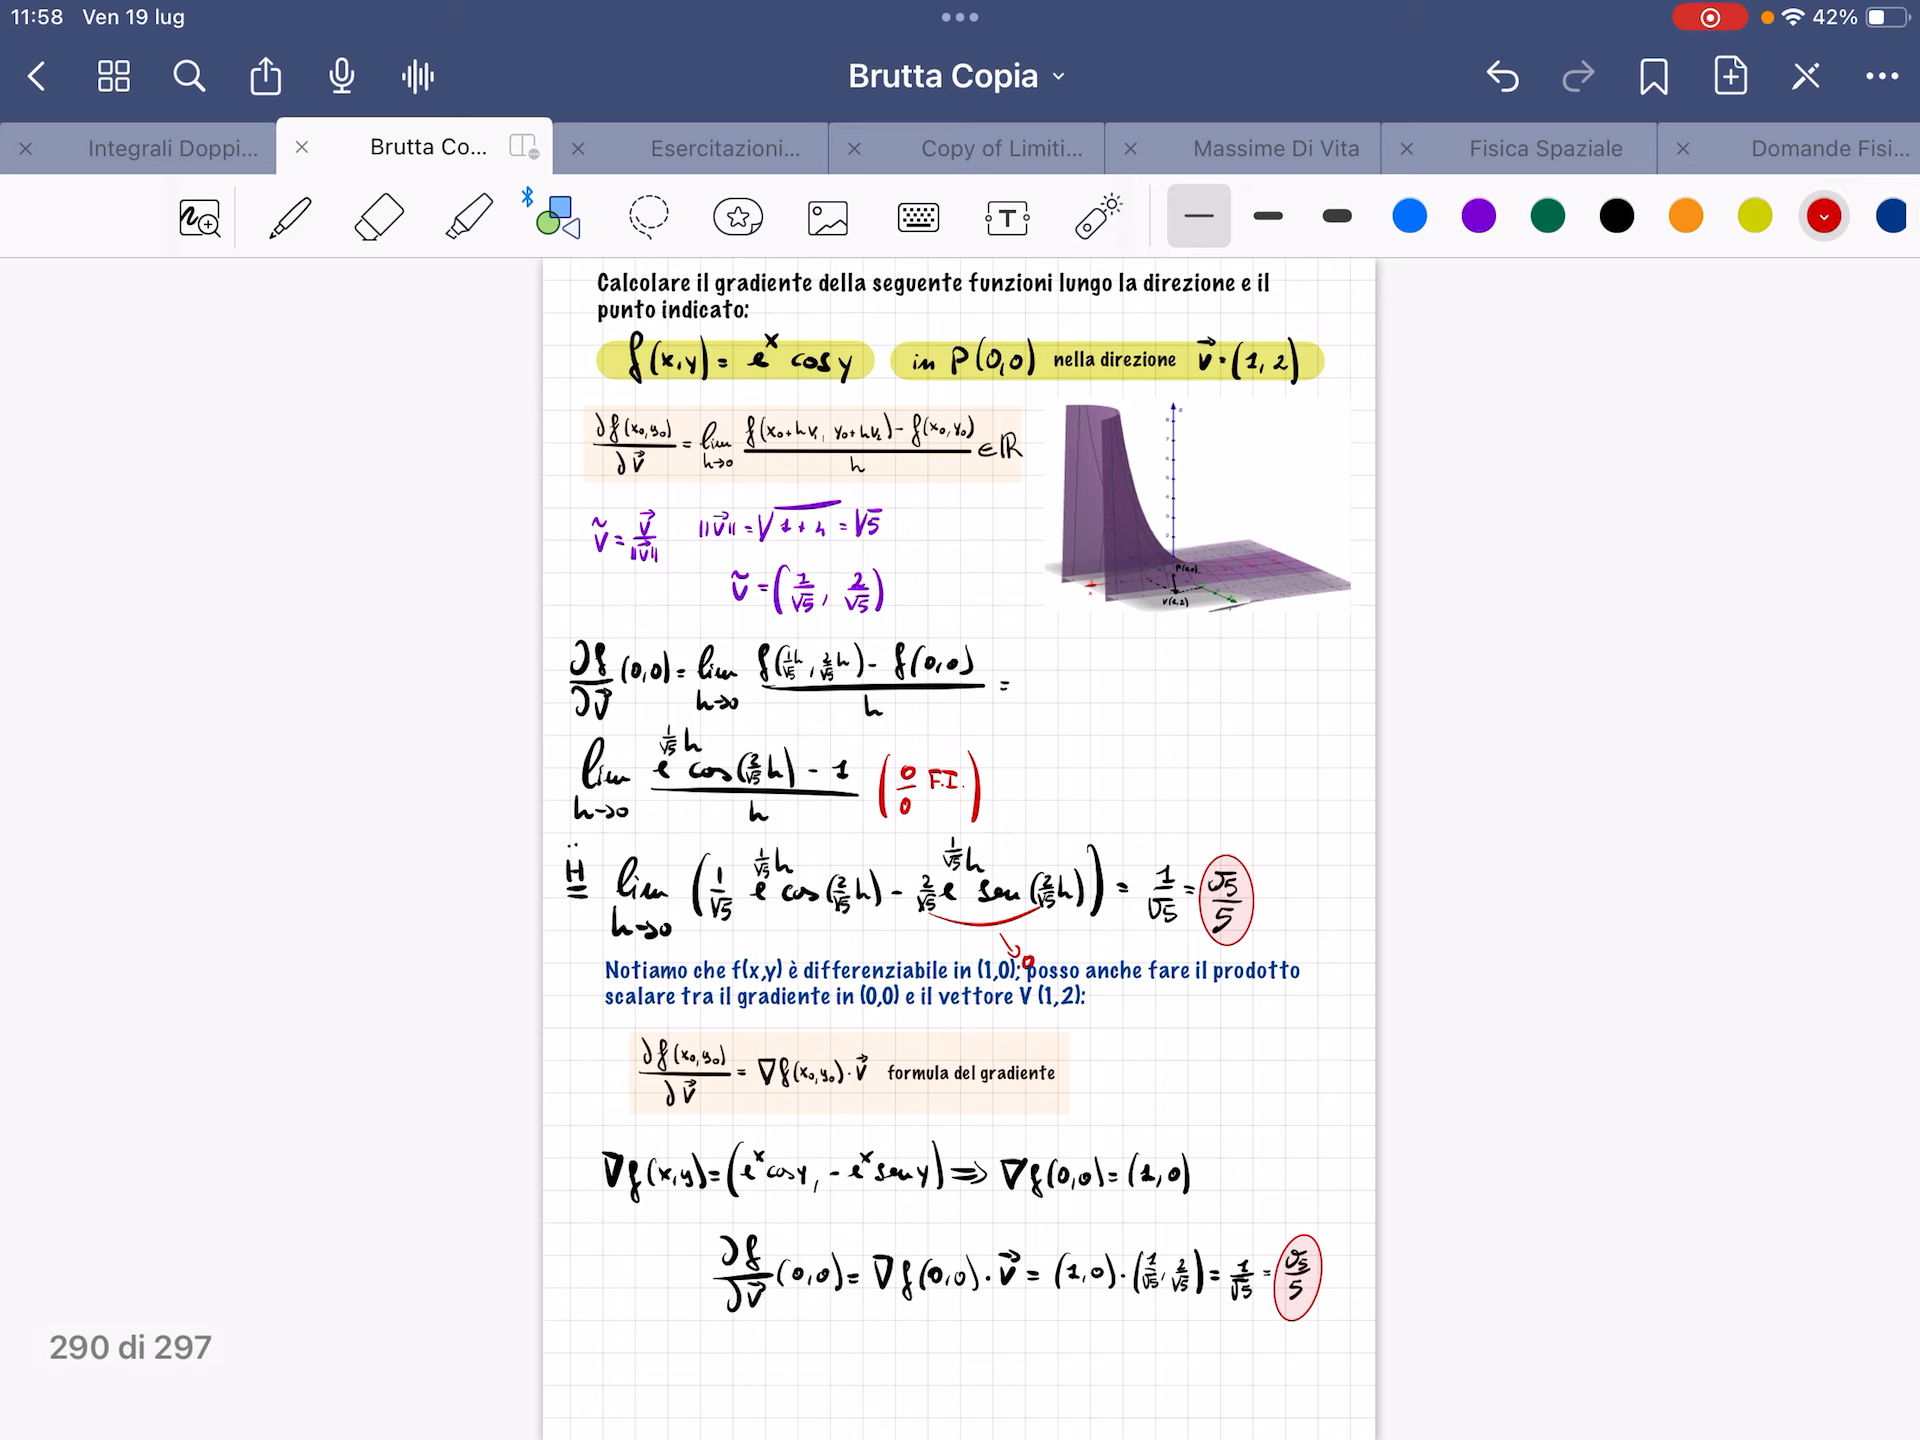 11:58 Ven 19 lug
42%
Brutta Copia
Integrali Doppi...
Brutta Co...
Esercitazioni...
Copy of Limiti...
Massime Di Vita
Fisica Spaziale
Domande Fisi...
Calcolare il gradiente della seguente funzioni lungo la direzione e il
punto indicato:
f(x,y) = e^x cos y in P(0,0) nella direzione v⃗ = (1, 2)
∂f(x₀,y₀)/∂v⃗ = lim h→0 (f(x₀+hv₁, y₀+hv₂) - f(x₀,y₀))/h ∈ ℝ
ṽ = v⃗/||v⃗|| ||v⃗|| = √(1+4) = √5
ṽ = (1/√5, 2/√5)
P(0,0)
V(1,2)
∂f/∂v⃗ (0,0) = lim h→0 (f(1/√5 h, 2/√5 h) - f(0,0))/h =
lim h→0 (e^(1/√5 h) cos(2/√5 h) - 1)/h (0/0 F.I.)
H = lim h→0 (1/√5 e^(1/√5 h) cos(2/√5 h) - 2/√5 e^(1/√5 h) sen(2/√5 h)) = 1/√5 = √5/5
→0
Notiamo che f(x,y) è differenziabile in (1,0); posso anche fare il prodotto
scalare tra il gradiente in (0,0) e il vettore V (1,2):
∂f(x₀,y₀)/∂v⃗ = ∇f(x₀,y₀)·v⃗ formula del gradiente
∇f(x,y) = (e^x cos y, -e^x sen y) ⇒ ∇f(0,0) = (1,0)
∂f/∂v⃗ (0,0) = ∇f(0,0)·v⃗ = (1,0)·(1/√5, 2/√5) = 1/√5 = √5/5
290 di 297